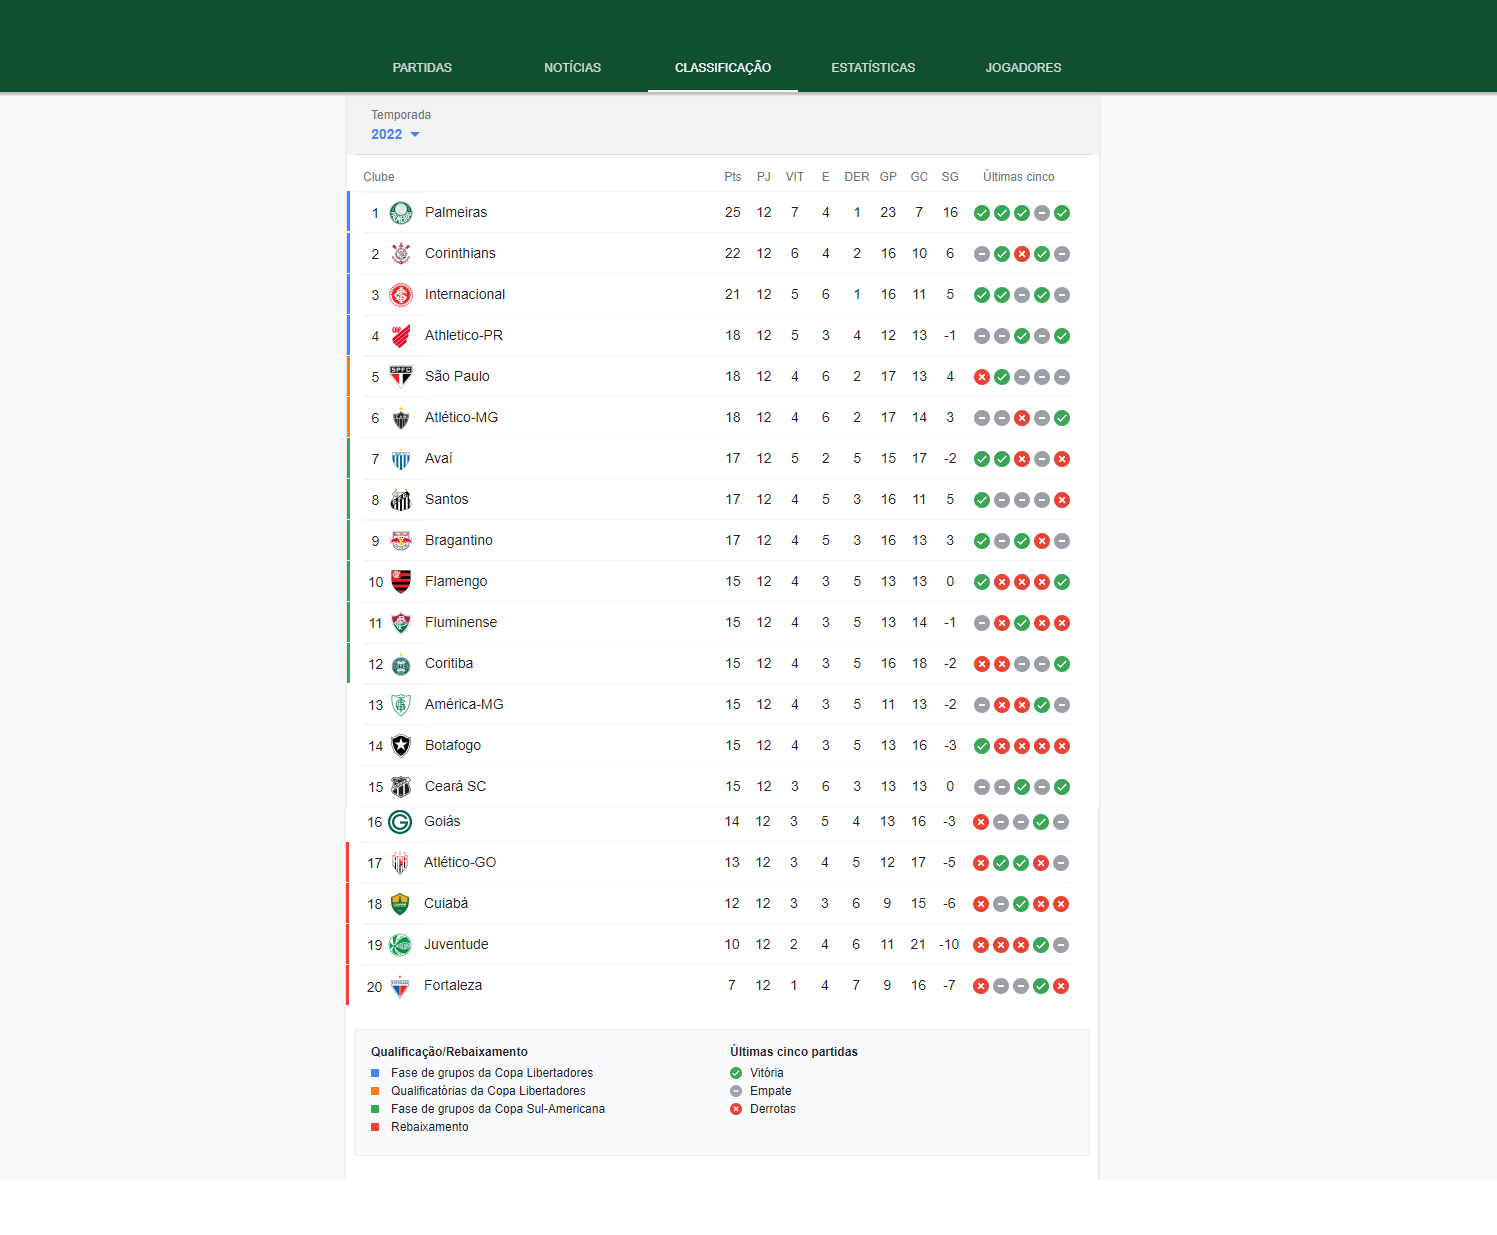 PARTIDAS NOTÍCIAS CLASSIFICAÇÃO ESTATÍSTICAS JOGADORES
Temporada
2022
Clube Pts PJ VIT E DER GP GC SG Últimas cinco
1 Palmeiras 25 12 7 4 1 23 7 16
2 Corinthians 22 12 6 4 2 16 10 6
3 Internacional 21 12 5 6 1 16 11 5
4 Athletico-PR 18 12 5 3 4 12 13 -1
5 São Paulo 18 12 4 6 2 17 13 4
6 Atlético-MG 18 12 4 6 2 17 14 3
7 Avaí 17 12 5 2 5 15 17 -2
8 Santos 17 12 4 5 3 16 11 5
9 Bragantino 17 12 4 5 3 16 13 3
10 Flamengo 15 12 4 3 5 13 13 0
11 Fluminense 15 12 4 3 5 13 14 -1
12 Coritiba 15 12 4 3 5 16 18 -2
13 América-MG 15 12 4 3 5 11 13 -2
14 Botafogo 15 12 4 3 5 13 16 -3
15 Ceará SC 15 12 3 6 3 13 13 0
16 Goiás 14 12 3 5 4 13 16 -3
17 Atlético-GO 13 12 3 4 5 12 17 -5
18 Cuiabá 12 12 3 3 6 9 15 -6
19 Juventude 10 12 2 4 6 11 21 -10
20 Fortaleza 7 12 1 4 7 9 16 -7
Qualificação/Rebaixamento
Fase de grupos da Copa Libertadores
Qualificatórias da Copa Libertadores
Fase de grupos da Copa Sul-Americana
Rebaixamento
Últimas cinco partidas
Vitória
Empate
Derrotas